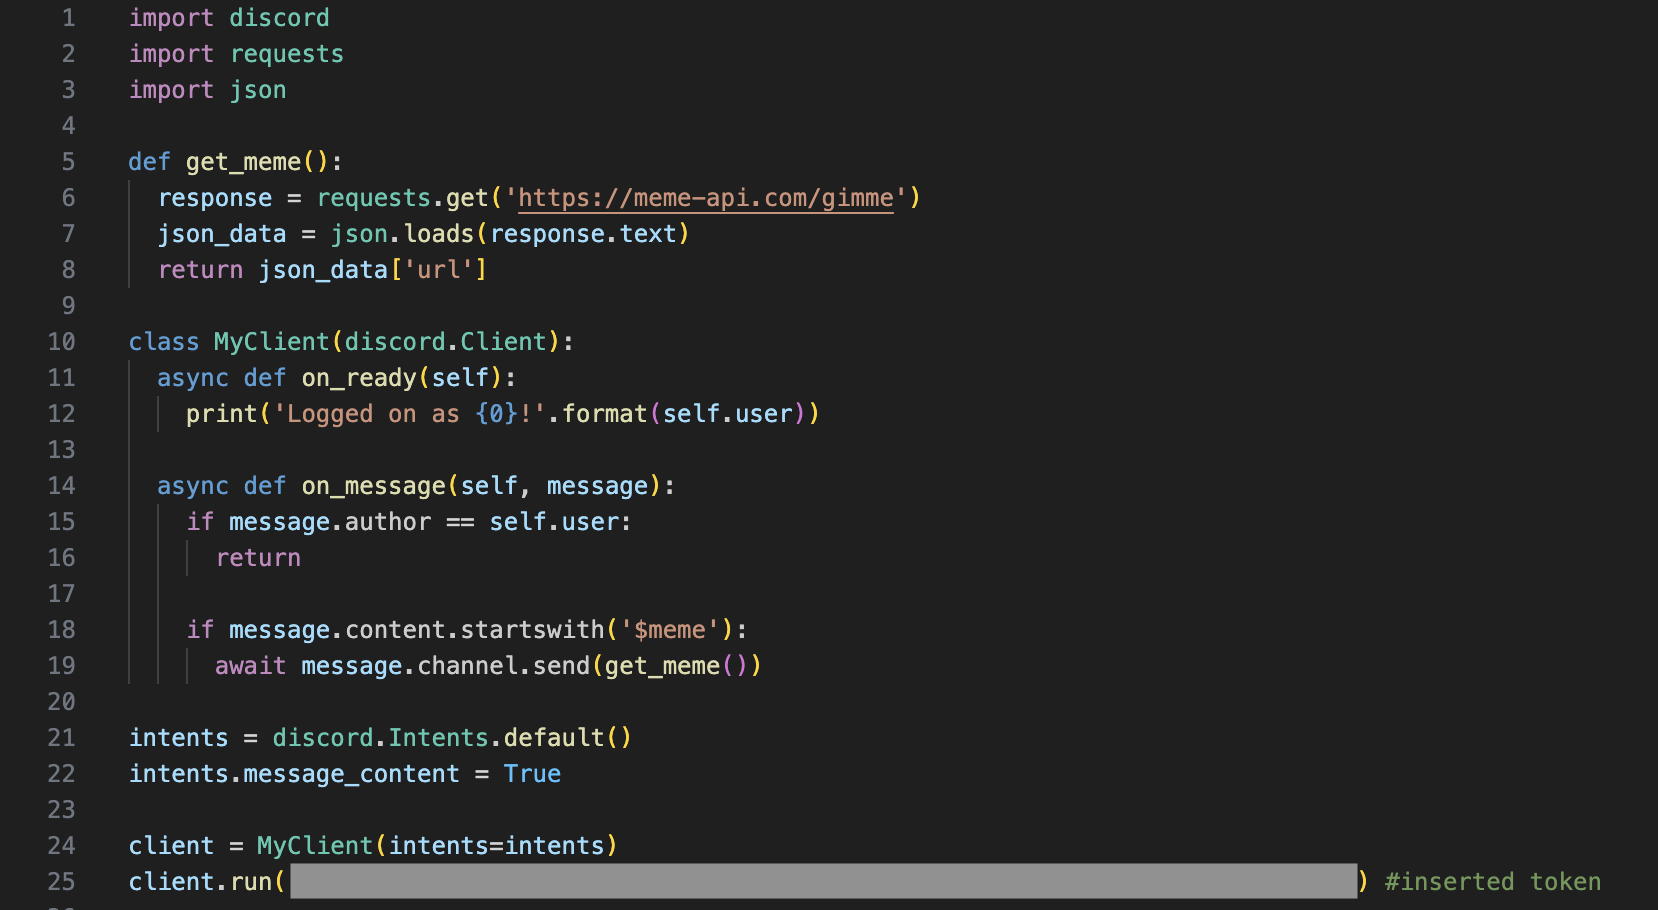 1 import discord
2 import requests
3 import json
4
5 def get_meme():
6   response = requests.get('https://meme-api.com/gimme')
7   json_data = json.loads(response.text)
8   return json_data['url']
9
10 class MyClient(discord.Client):
11   async def on_ready(self):
12     print('Logged on as {0}!'.format(self.user))
13
14   async def on_message(self, message):
15     if message.author == self.user:
16       return
17
18     if message.content.startswith('$meme'):
19       await message.channel.send(get_meme())
20
21 intents = discord.Intents.default()
22 intents.message_content = True
23
24 client = MyClient(intents=intents)
25 client.run() #inserted token